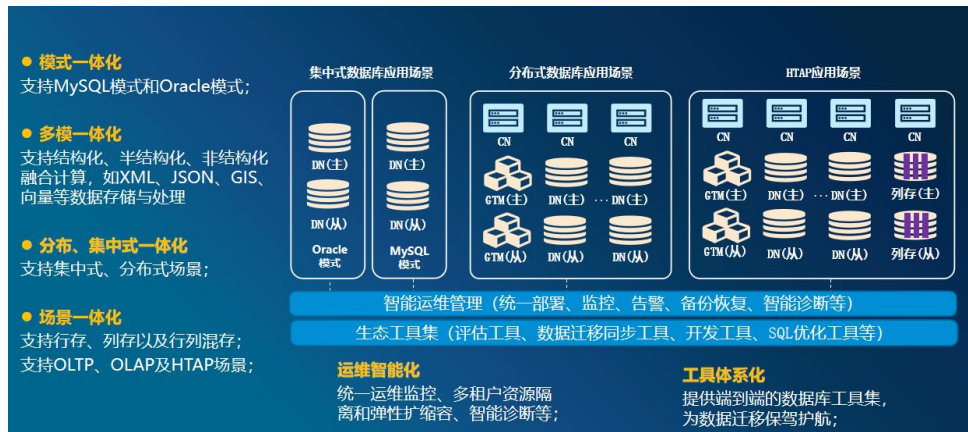 模式一体化
支持MySQL模式和Oracle模式；
多模一体化
支持结构化、半结构化、非结构化
融合计算，如XML、JSON、GIS、
向量等数据存储与处理
分布、集中式一体化
支持集中式、分布式场景；
场景一体化
支持行存、列存以及行列混存；
支持OLTP、OLAP及HTAP场景；
集中式数据库应用场景
DN(主) DN(主)
DN(从) DN(从)
Oracle MySQL
模式 模式
分布式数据库应用场景
CN CN CN
GTM(主) DN(主) ...DN(主)
GTM(从) DN(从) DN(从)
HTAP应用场景
CN CN CN CN
GTM(主) DN(主) ...DN(主) 列存(主)
GTM(从) DN(从) DN(从) 列存(从)
智能运维管理（统一部署、监控、告警、备份恢复、智能诊断等）
生态工具集（评估工具、数据迁移同步工具、开发工具、SQL优化工具等）
运维智能化
统一运维监控、多租户资源隔
离和弹性扩缩容、智能诊断等；
工具体系化
提供端到端的数据库工具集，
为数据迁移保驾护航；